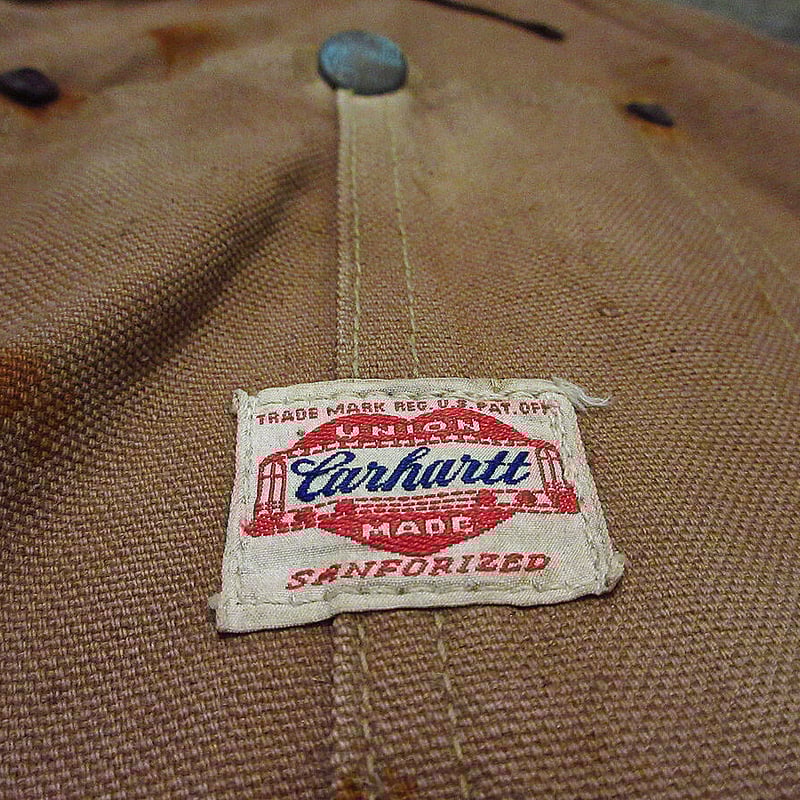 TRADE MARK REG. U.S. PAT. OFF.
UNION
Carhartt
MADE
SANFORIZED